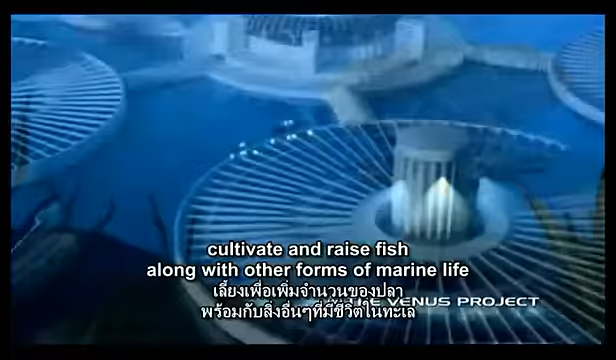 cultivate and raise fish
along with other forms of marine life
เลี้ยงเพื่อเพิ่มจำนวนของปลา
THE VENUS PROJECT
พร้อมกับสิ่งอื่นๆที่มีชีวิตในทะเล